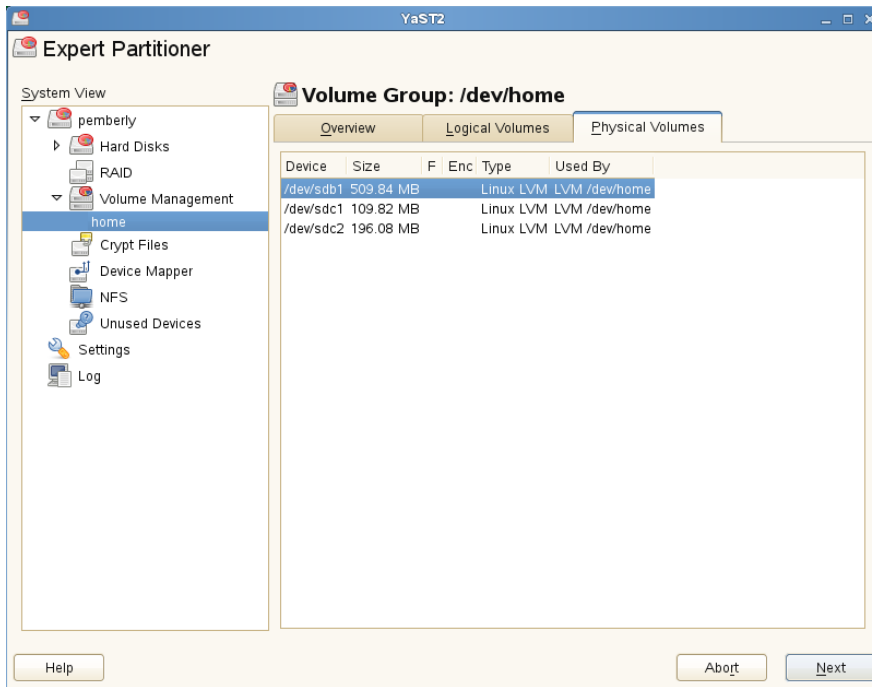 YaST2
Expert Partitioner
System View
pemberly
Hard Disks
RAID
Volume Management
home
Crypt Files
Device Mapper
NFS
Unused Devices
Settings
Log
Volume Group: /dev/home
Overview Logical Volumes Physical Volumes
Device Size F Enc Type Used By
/dev/sdb1 509.84 MB Linux LVM LVM /dev/home
/dev/sdc1 109.82 MB Linux LVM LVM /dev/home
/dev/sdc2 196.08 MB Linux LVM LVM /dev/home
Help Abort Next